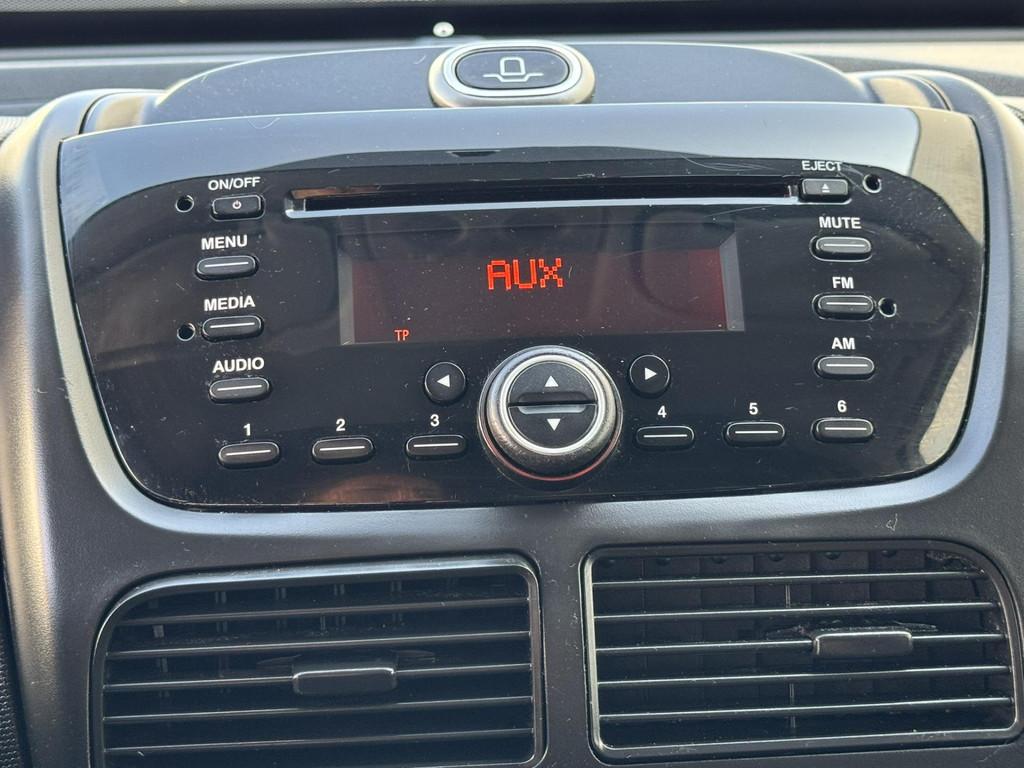 ON/OFF
EJECT
MENU
MUTE
MEDIA
AUX
FM
TP
AUDIO
AM
1
2
3
4
5
6